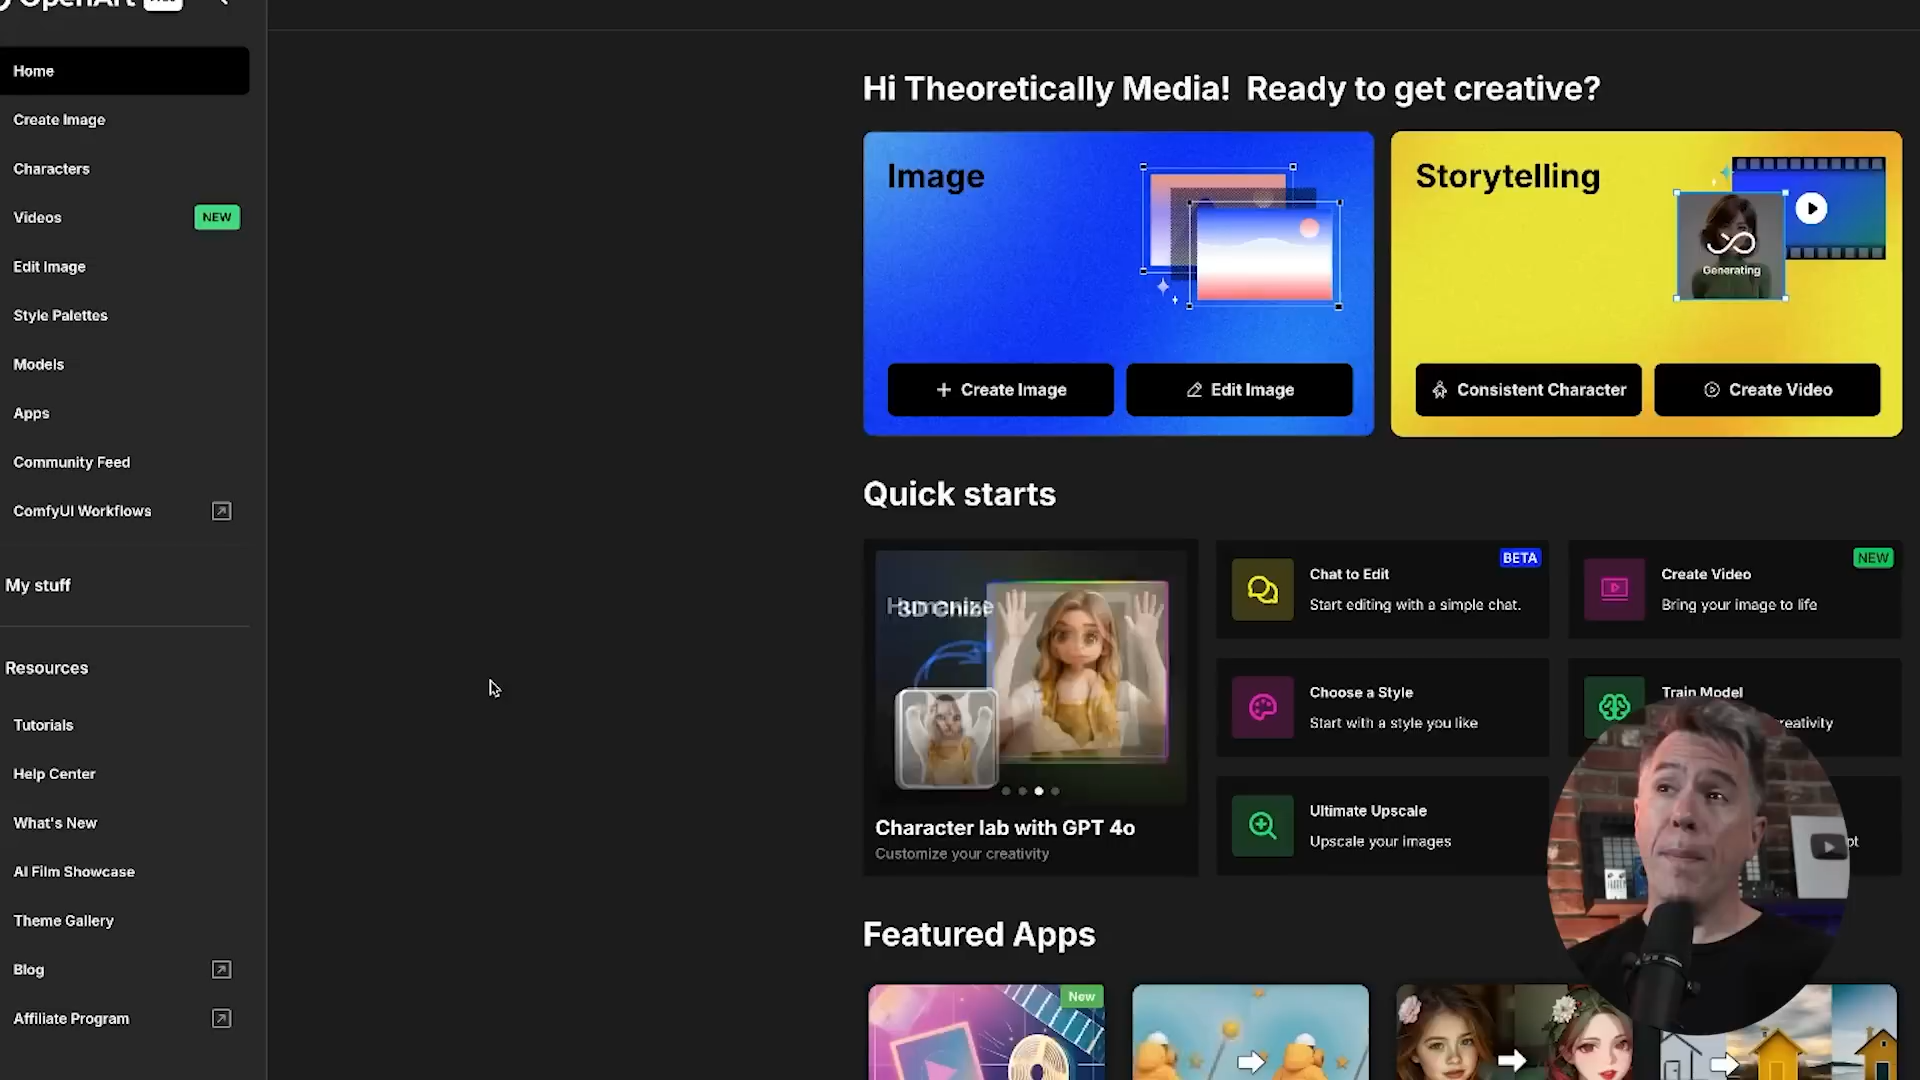 OpenArt
Home
Create Image
Characters
Videos
NEW
Edit Image
Style Palettes
Models
Apps
Community Feed
ComfyUI Workflows
My stuff
Resources
Tutorials
Help Center
What's New
AI Film Showcase
Theme Gallery
Blog
Affiliate Program
Hi Theoretically Media! Ready to get creative?
Image
Create Image
Edit Image
Storytelling
Generating
Consistent Character
Create Video
Quick starts
Character lab with GPT 4o
Customize your creativity
Chat to Edit
BETA
Start editing with a simple chat.
Create Video
NEW
Bring your image to life
Choose a Style
Start with a style you like
Train Model
Ultimate Upscale
Upscale your images
Featured Apps
New